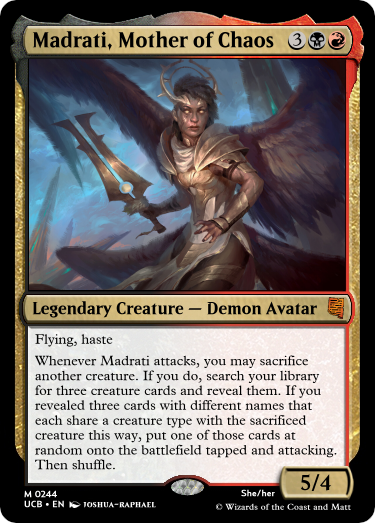 Madrati, Mother of Chaos 3
Legendary Creature — Demon Avatar
Flying, haste
Whenever Madrati attacks, you may sacrifice
another creature. If you do, search your library
for three creature cards and reveal them. If you
revealed three cards with different names that
each share a creature type with the sacrificed
creature this way, put one of those cards at
random onto the battlefield tapped and attacking.
Then shuffle.
5/4
M 0244
She/her
UCB • EN JOSHUA-RAPHAEL
© Wizards of the Coast and Matt